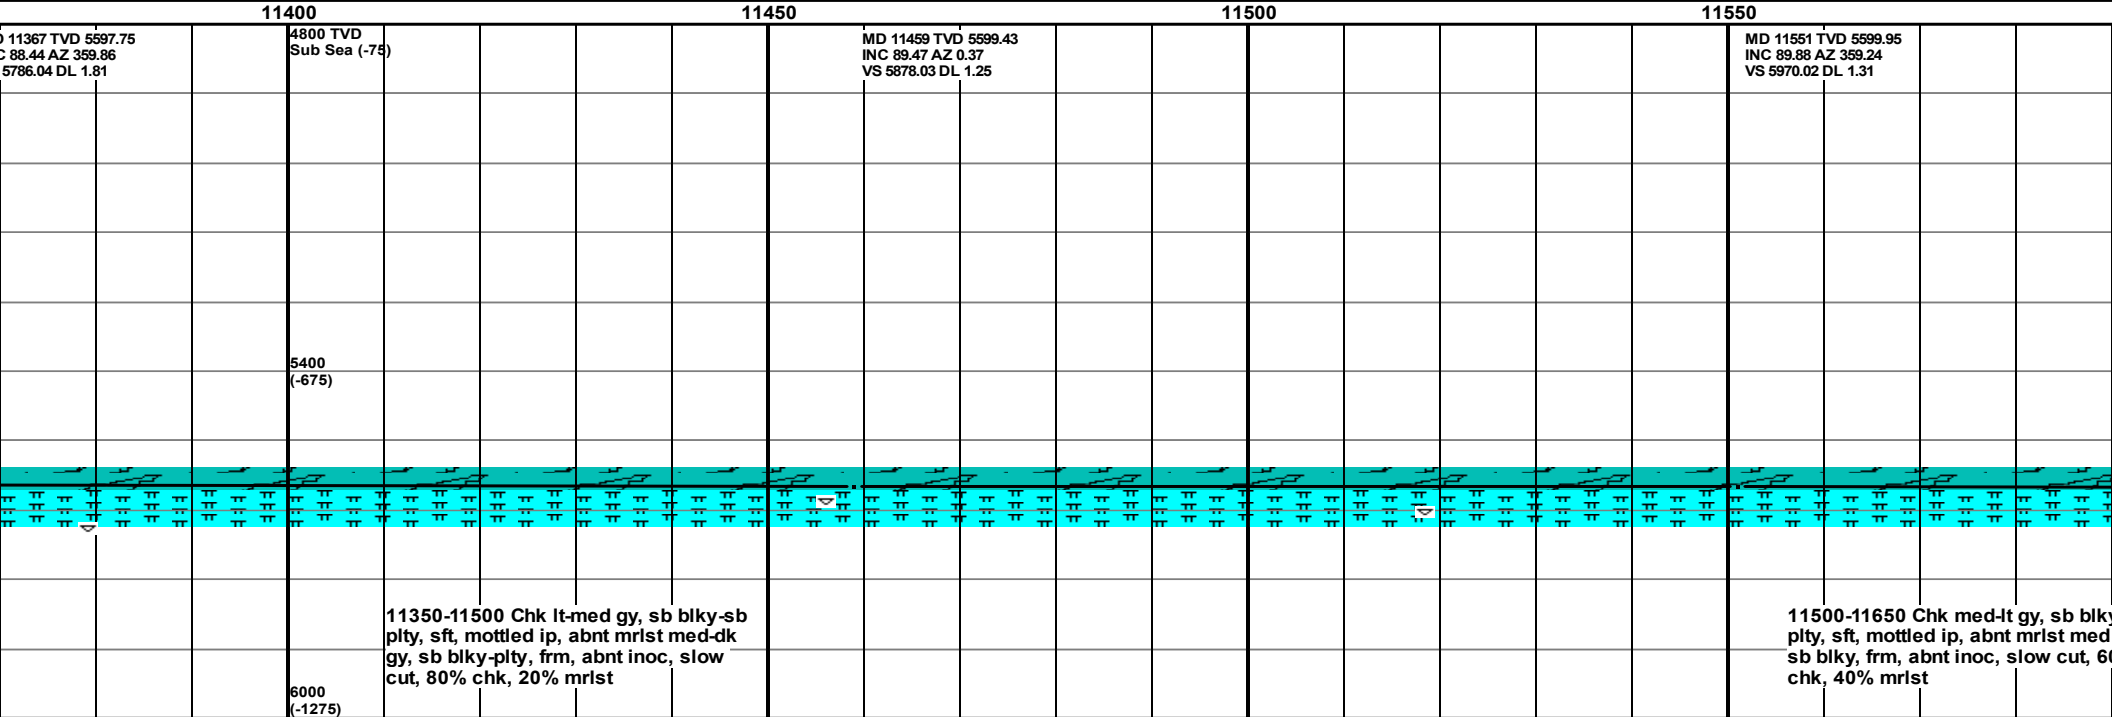 11400 11450 11500 11550
11367 TVD 5597.75
88.44 AZ 359.86
5786.04 DL 1.81
4800 TVD
Sub Sea (-75)
MD 11459 TVD 5599.43
INC 89.47 AZ 0.37
VS 5878.03 DL 1.25
MD 11551 TVD 5599.95
INC 89.88 AZ 359.24
VS 5970.02 DL 1.31
5400
(-675)
11350-11500 Chk lt-med gy, sb blky-sb
plty, sft, mottled ip, abnt mrlst med-dk
gy, sb blky-plty, frm, abnt inoc, slow
cut, 80% chk, 20% mrlst
11500-11650 Chk med-lt gy, sb blky
plty, sft, mottled ip, abnt mrlst med
sb blky, frm, abnt inoc, slow cut,
chk, 40% mrlst
6000
(-1275)